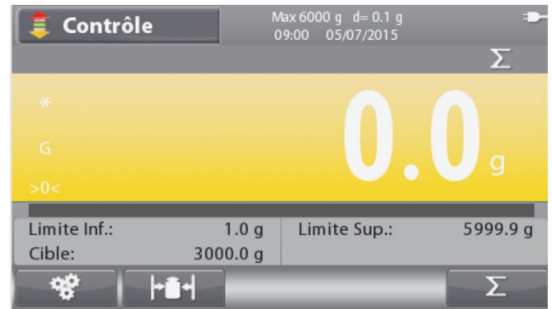 Contrôle
Max 6000 g d= 0.1 g
09:00 05/07/2015
Σ
*
G
>0<
0.0 g
Limite Inf.: 1.0 g Limite Sup.: 5999.9 g
Cible: 3000.0 g
Σ